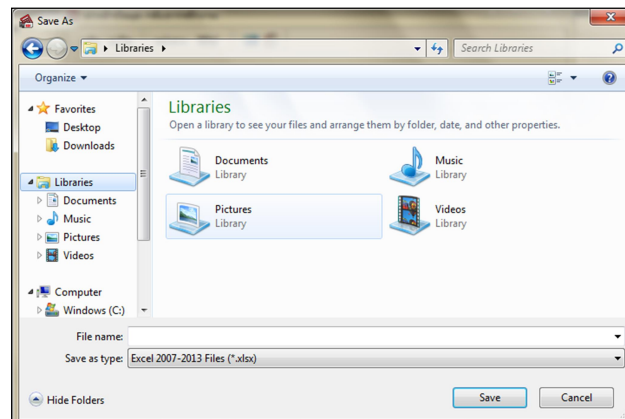 Save As
Libraries
Search Libraries
Organize
Favorites
Desktop
Downloads
Libraries
Documents
Music
Pictures
Videos
Computer
Windows (C:)
Libraries
Open a library to see your files and arrange them by folder, date, and other properties.
Documents
Library
Music
Library
Pictures
Library
Videos
Library
File name:
Save as type: Excel 2007-2013 Files (*.xlsx)
Hide Folders
Save
Cancel